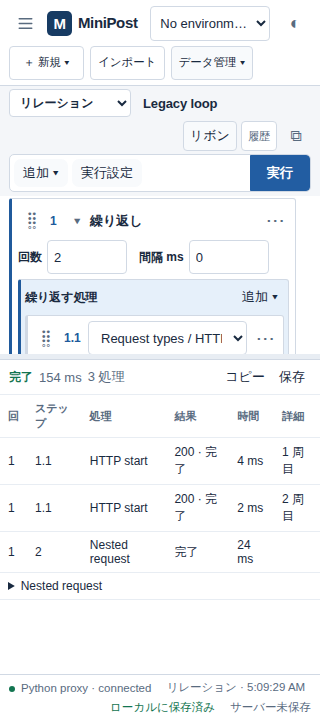 M MiniPost No environm…
+ 新規 インポート データ管理
リレーション Legacy loop
リボン 履歴
追加 実行設定 実行
1 繰り返し ···
回数 2 間隔 ms 0
繰り返す処理 追加
1.1 Request types / HTTP ···
完了 154 ms 3 処理 コピー 保存
回 ステップ 処理 結果 時間 詳細
1 1.1 HTTP start 200 · 完了 4 ms 1 周目
1 1.1 HTTP start 200 · 完了 2 ms 2 周目
1 2 Nested request 完了 24 ms
Nested request
Python proxy · connected リレーション · 5:09:29 AM
ローカルに保存済み サーバー未保存